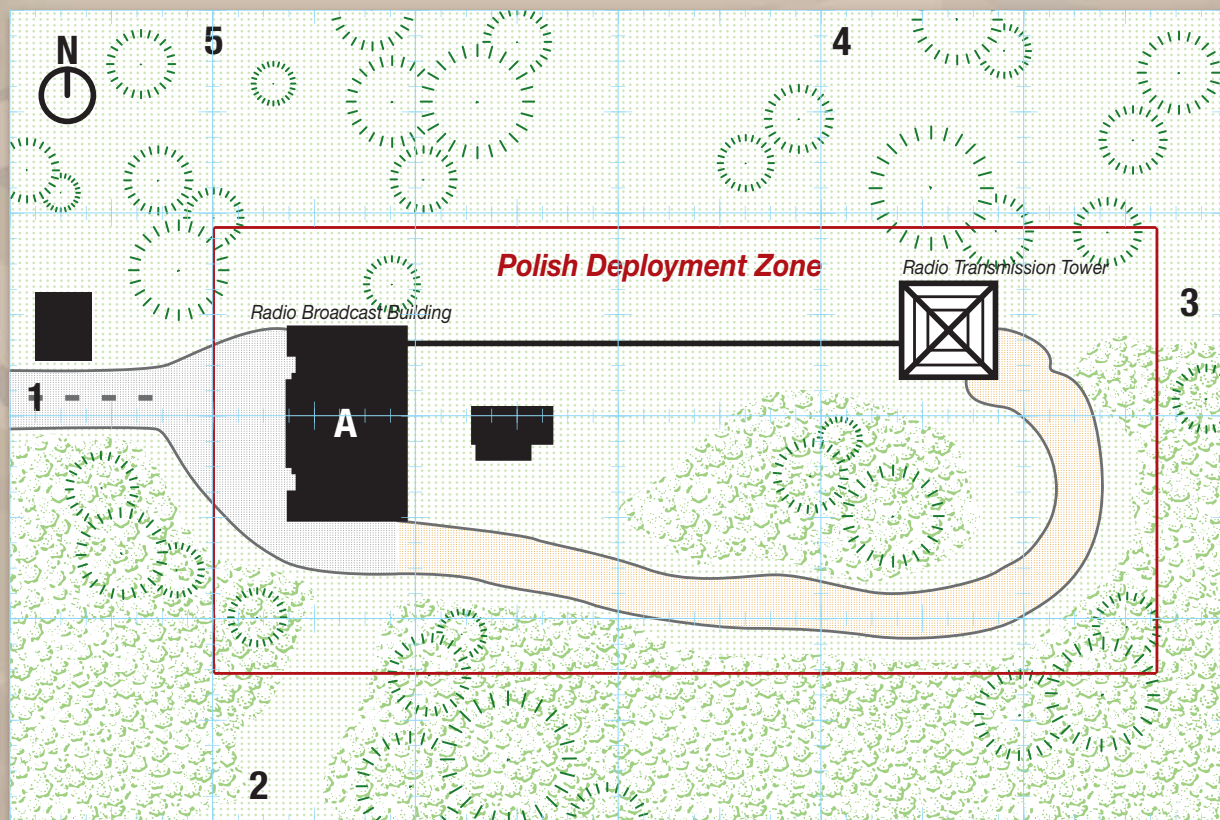 N
5
4
Polish Deployment Zone
Radio Transmission Tower
3
Radio Broadcast Building
1
A
2